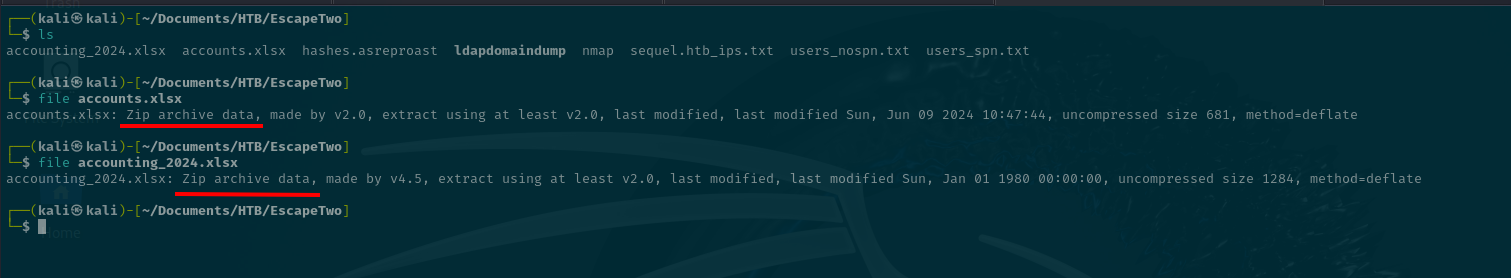 ┌──(kali㉿kali)-[~/Documents/HTB/EscapeTwo]
└─$ ls
accounting_2024.xlsx  accounts.xlsx  hashes.asreproast  ldapdomaindump  nmap  sequel.htb_ips.txt  users_nospn.txt  users_spn.txt
┌──(kali㉿kali)-[~/Documents/HTB/EscapeTwo]
└─$ file accounts.xlsx
accounts.xlsx: Zip archive data, made by v2.0, extract using at least v2.0, last modified, last modified Sun, Jun 09 2024 10:47:44, uncompressed size 681, method=deflate
┌──(kali㉿kali)-[~/Documents/HTB/EscapeTwo]
└─$ file accounting_2024.xlsx
accounting_2024.xlsx: Zip archive data, made by v4.5, extract using at least v2.0, last modified, last modified Sun, Jan 01 1980 00:00:00, uncompressed size 1284, method=deflate
┌──(kali㉿kali)-[~/Documents/HTB/EscapeTwo]
└─$
Home